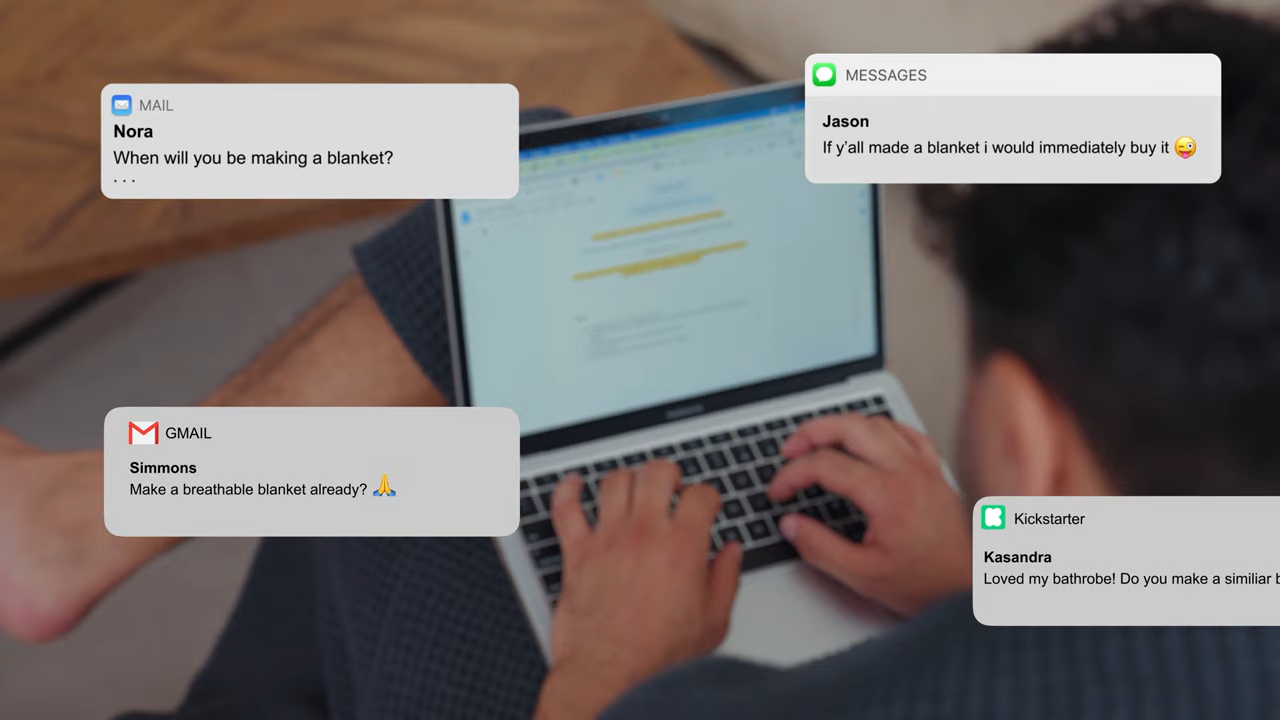 MAIL
Nora
When will you be making a blanket?
. . .
MESSAGES
Jason
If y'all made a blanket i would immediately buy it 😜
GMAIL
Simmons
Make a breathable blanket already? 🙏
Kickstarter
Kasandra
Loved my bathrobe! Do you make a similiar